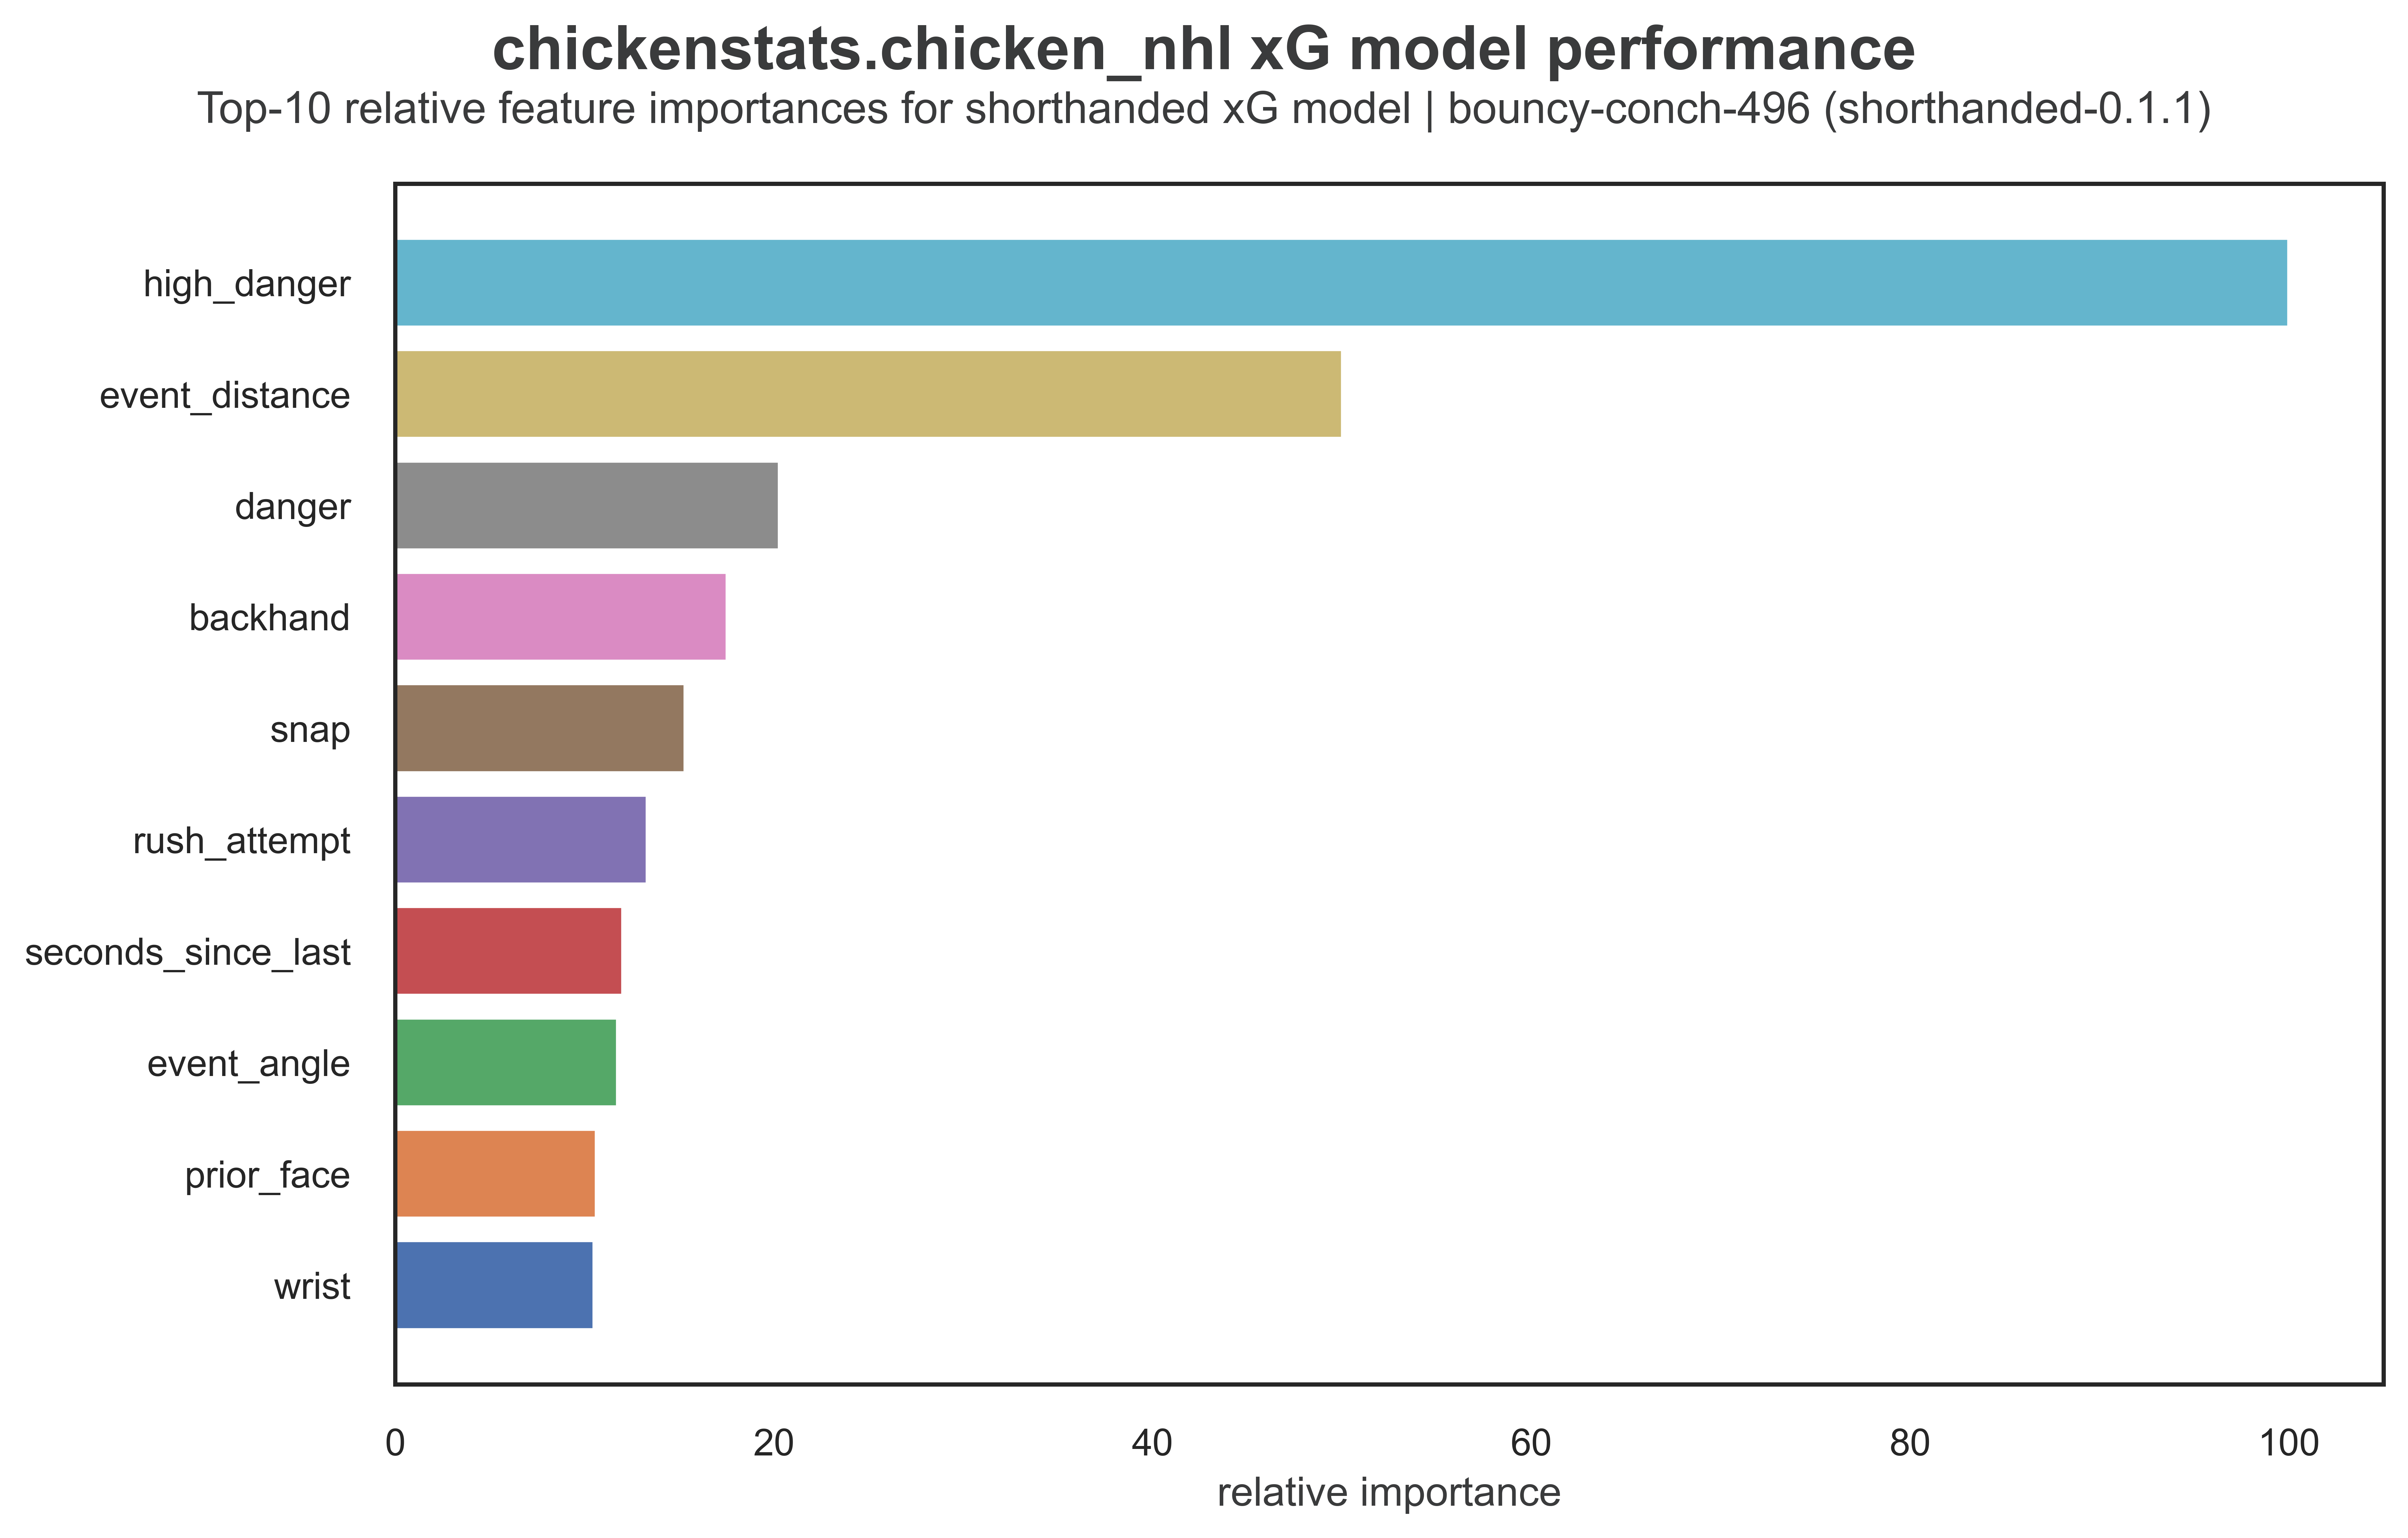 chickenstats.chicken_nhl xG model performance
Top-10 relative feature importances for shorthanded xG model | bouncy-conch-496 (shorthanded-0.1.1)
high_danger
event_distance
danger
backhand
snap
rush_attempt
seconds_since_last
event_angle
prior_face
wrist
0 20 40 60 80 100
relative importance